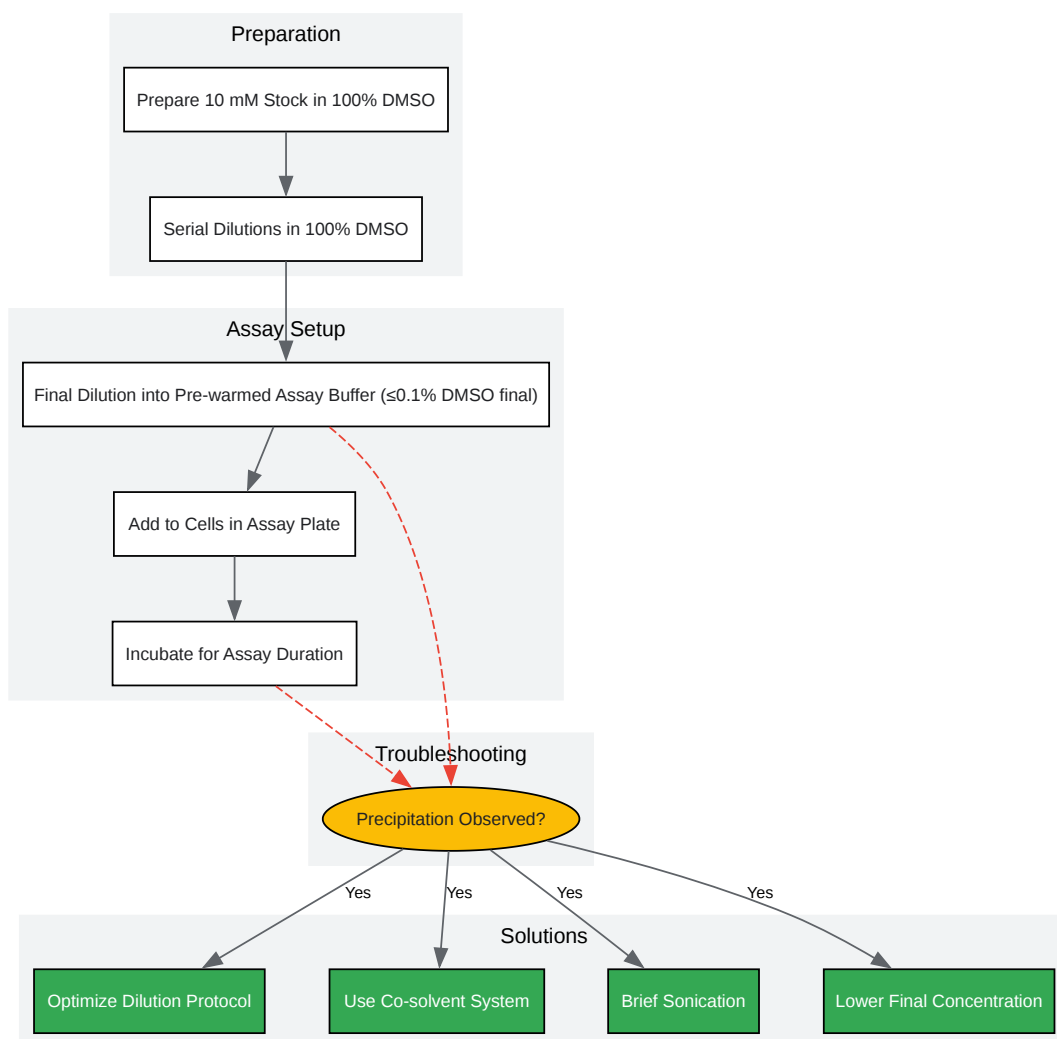 Preparation
Prepare 10 mM Stock in 100% DMSO
Serial Dilutions in 100% DMSO
Assay Setup
Final Dilution into Pre-warmed Assay Buffer (≤0.1% DMSO final)
Add to Cells in Assay Plate
Incubate for Assay Duration
Troubleshooting
Precipitation Observed?
Yes
Yes
Yes
Yes
Solutions
Optimize Dilution Protocol
Use Co-solvent System
Brief Sonication
Lower Final Concentration